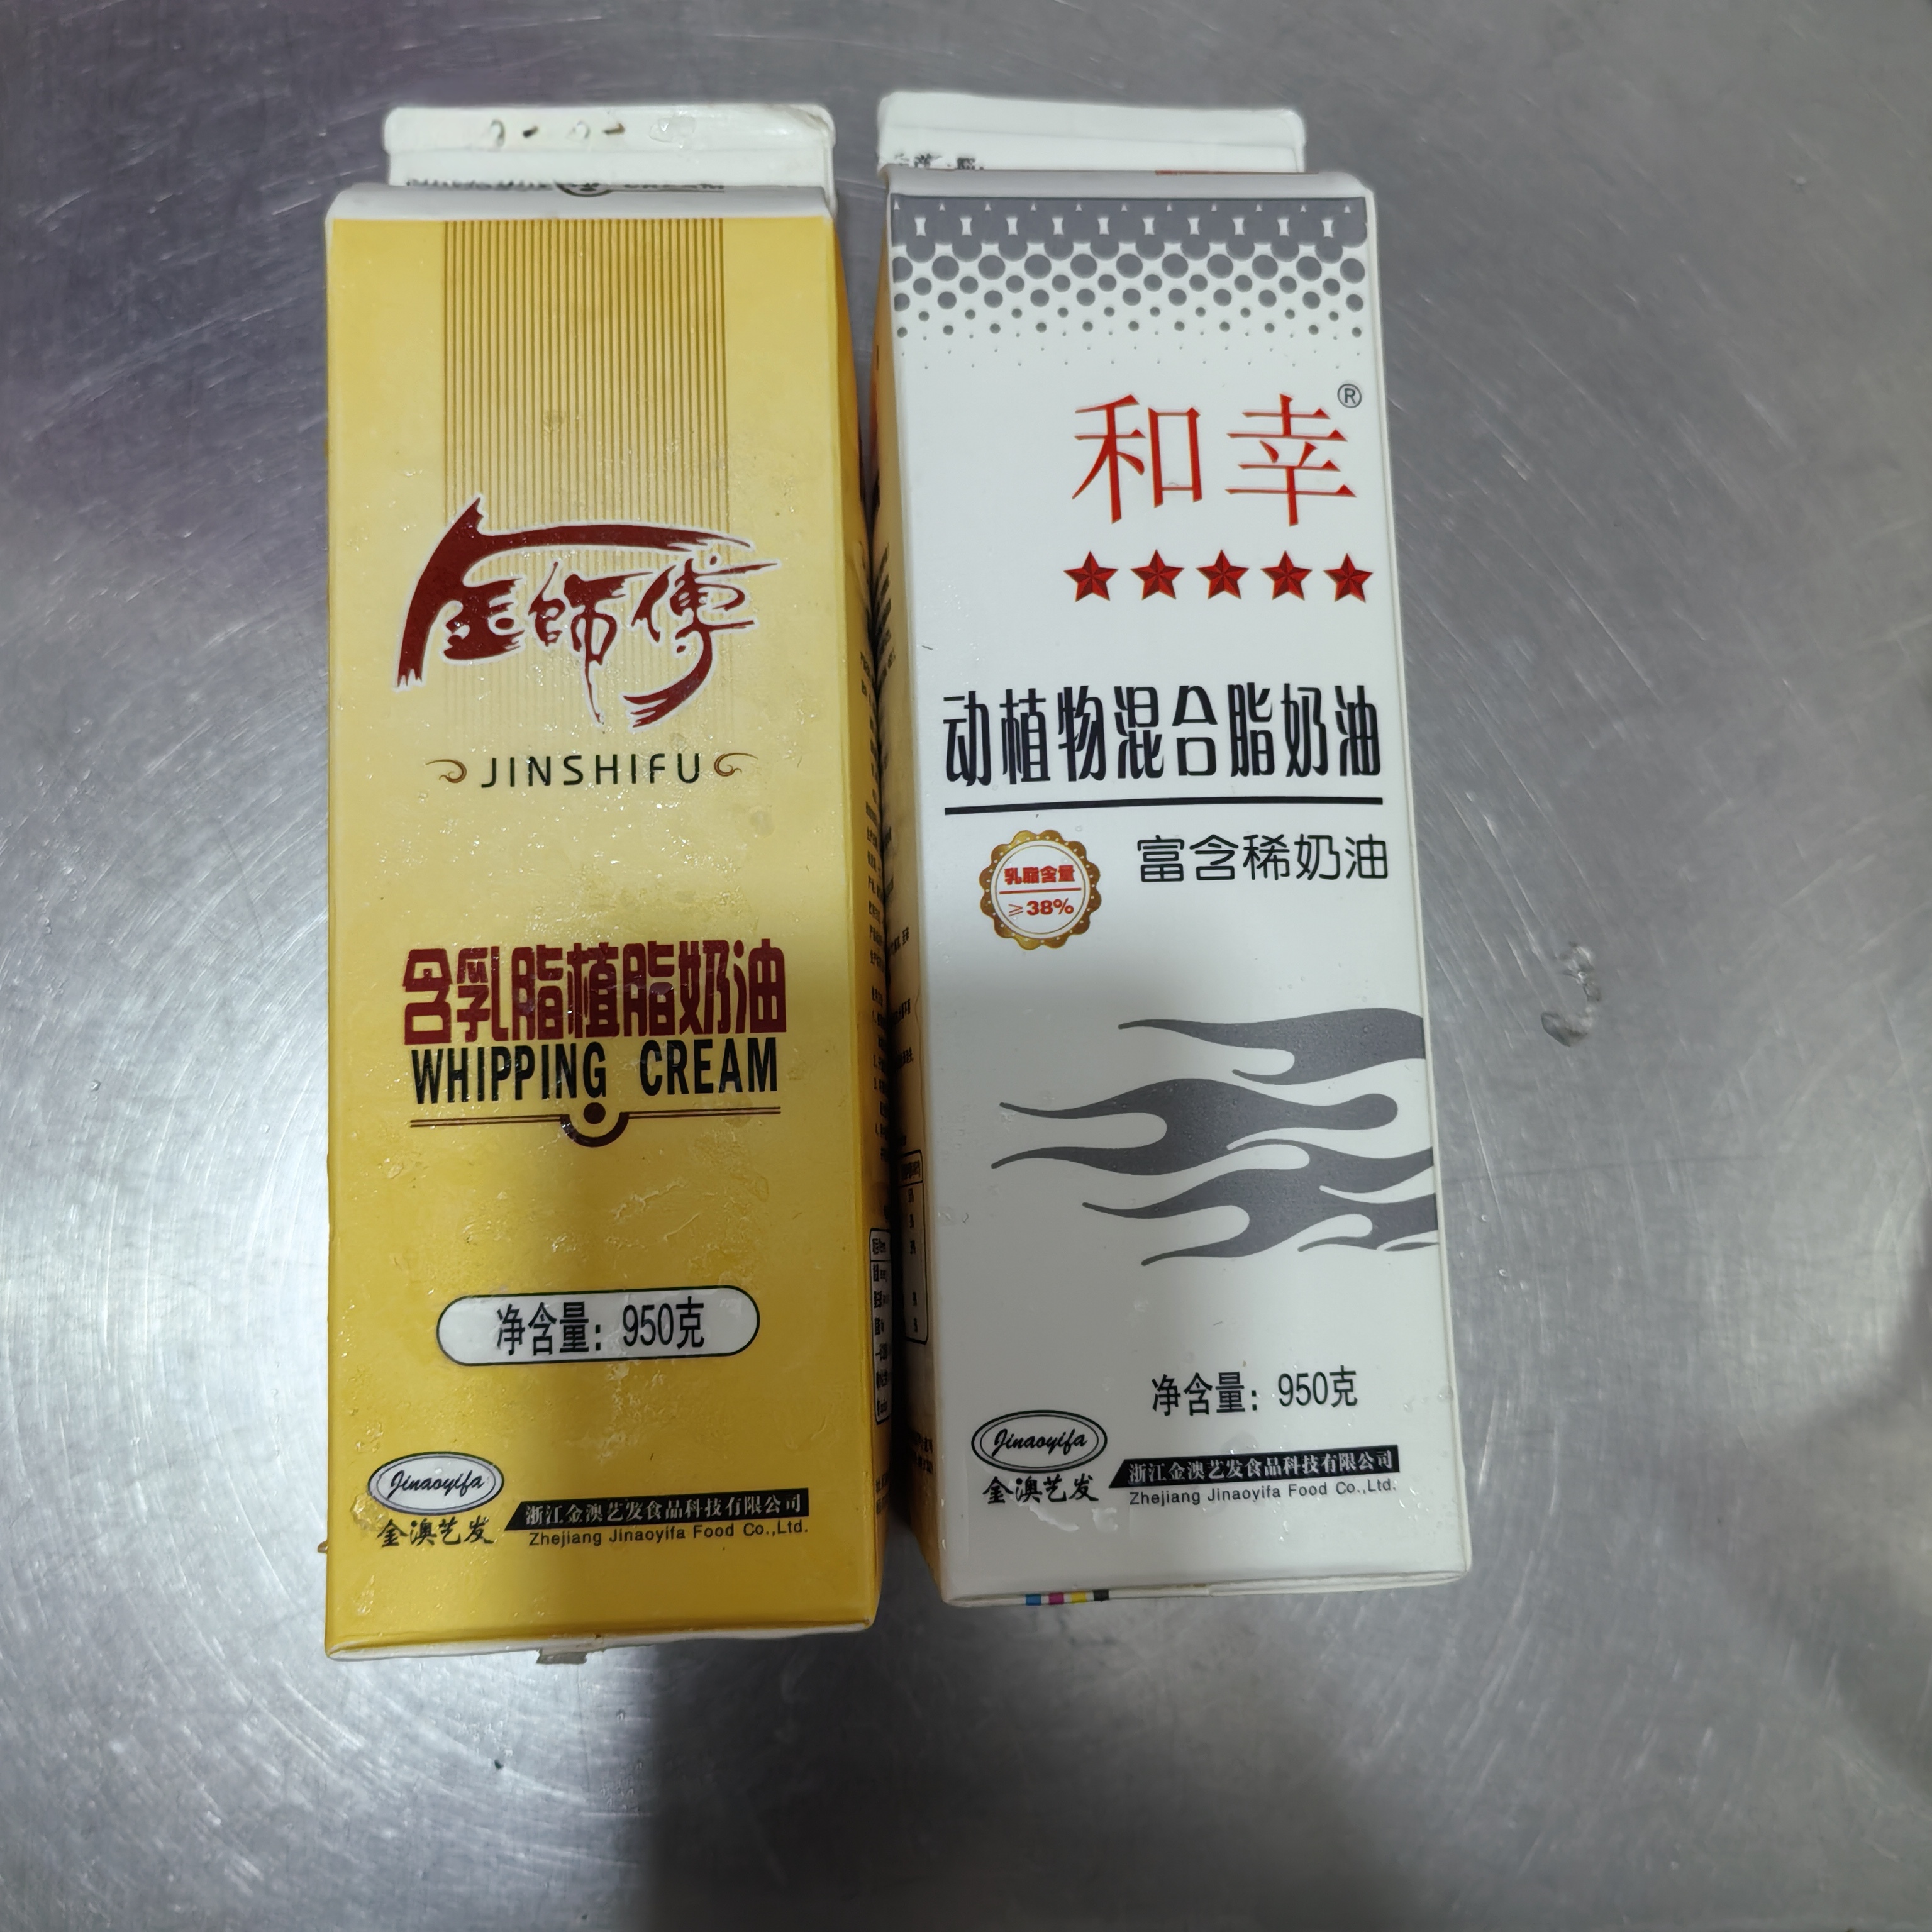 金師傅
JINSHIFU
含乳脂植脂奶油
WHIPPING CREAM
净含量：950克
Jinaoyifa
金澳艺发
浙江金澳艺发食品科技有限公司
Zhejiang Jinaoyifa Food Co.,Ltd.
和幸®
动植物混合脂奶油
富含稀奶油
乳脂含量
≥38%
净含量：950克
Jinaoyifa
金澳艺发
浙江金澳艺发食品科技有限公司
Zhejiang Jinaoyifa Food Co.,Ltd.